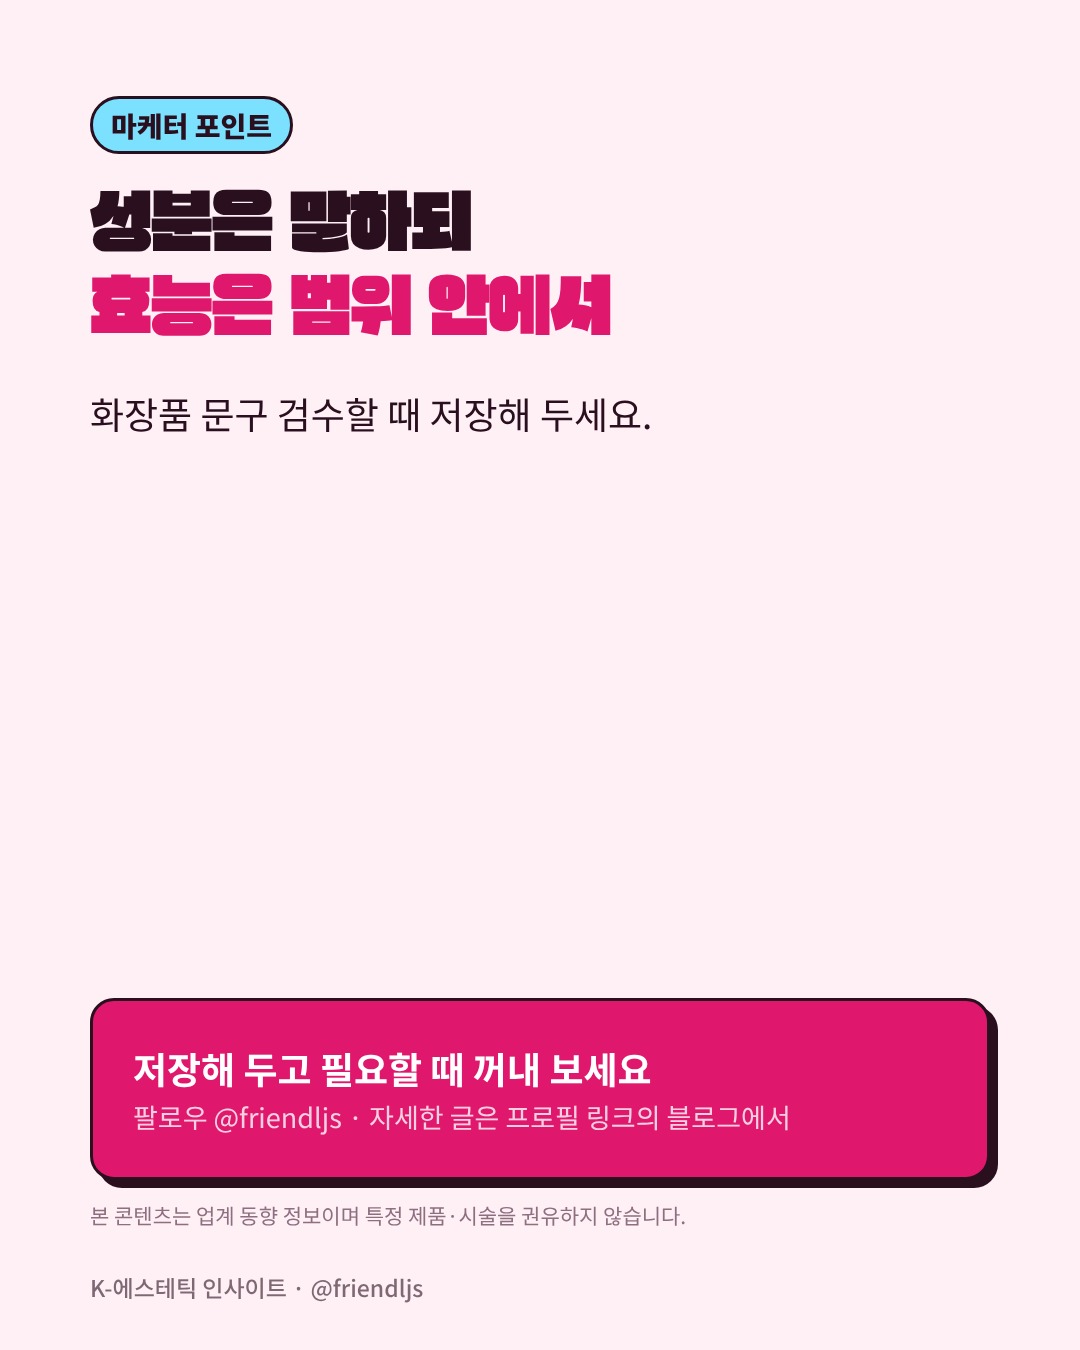 마케터 포인트
성분은 말하되
효능은 범위 안에서
화장품 문구 검수할 때 저장해 두세요.
저장해 두고 필요할 때 꺼내 보세요
팔로우 @friendljs · 자세한 글은 프로필 링크의 블로그에서
본 콘텐츠는 업계 동향 정보이며 특정 제품·시술을 권유하지 않습니다.
K-에스테틱 인사이트 · @friendljs